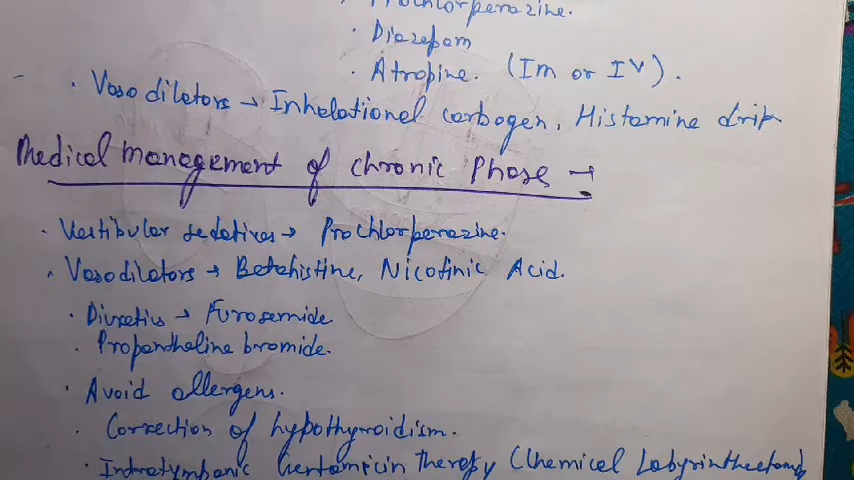 Prochlorperazine.
· Diazepam
· Atropine. (Im or IV).
· Vasodilators → Inhalational carbogen, Histamine drip
Medical management of chronic Phase →
· Vestibular sedatives → Prochlorperazine.
· Vasodilators → Betahistine, Nicotinic Acid.
· Diuretics → Furosemide.
· Propantheline bromide.
· Avoid allergens.
· Correction of hypothyroidism.
· Intratympanic Gentamicin Therapy (Chemical Labyrinthectomy